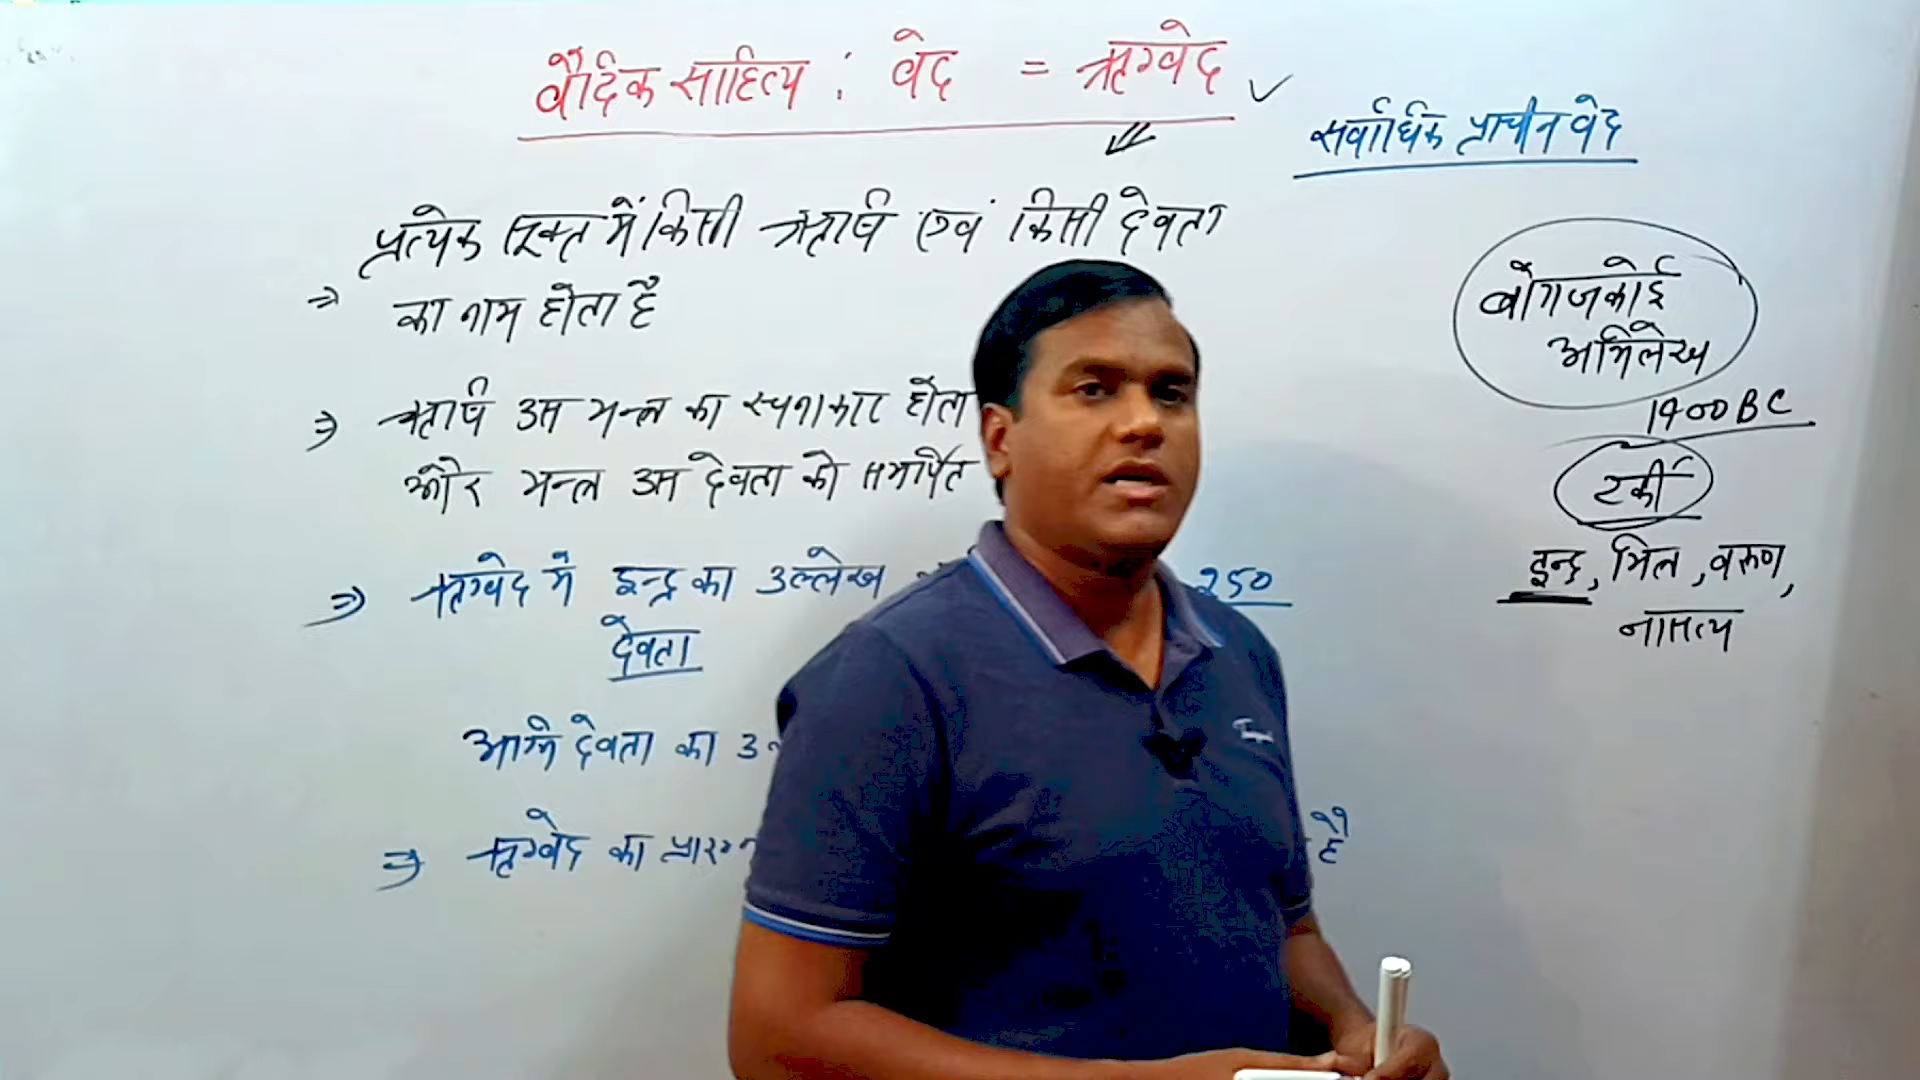 वैदिक साहित्य : वेद = ऋग्वेद ✓
सर्वाधिक प्राचीन वेद
प्रत्येक सूक्त में किसी ऋषि एवं किसी देवता
⇒ का नाम होता है
⇒ ऋषि उस मन्त्र का रचनाकार होता
और मन्त्र उस देवता को समर्पित
⇒ ऋग्वेद में इन्द्र का उल्लेख 250
देवता
अग्नि देवता का
⇒ ऋग्वेद का है
बोगजकोई
अभिलेख
1400 BC
टर्की
इन्द्र, मित्र, वरुण,
नासत्य